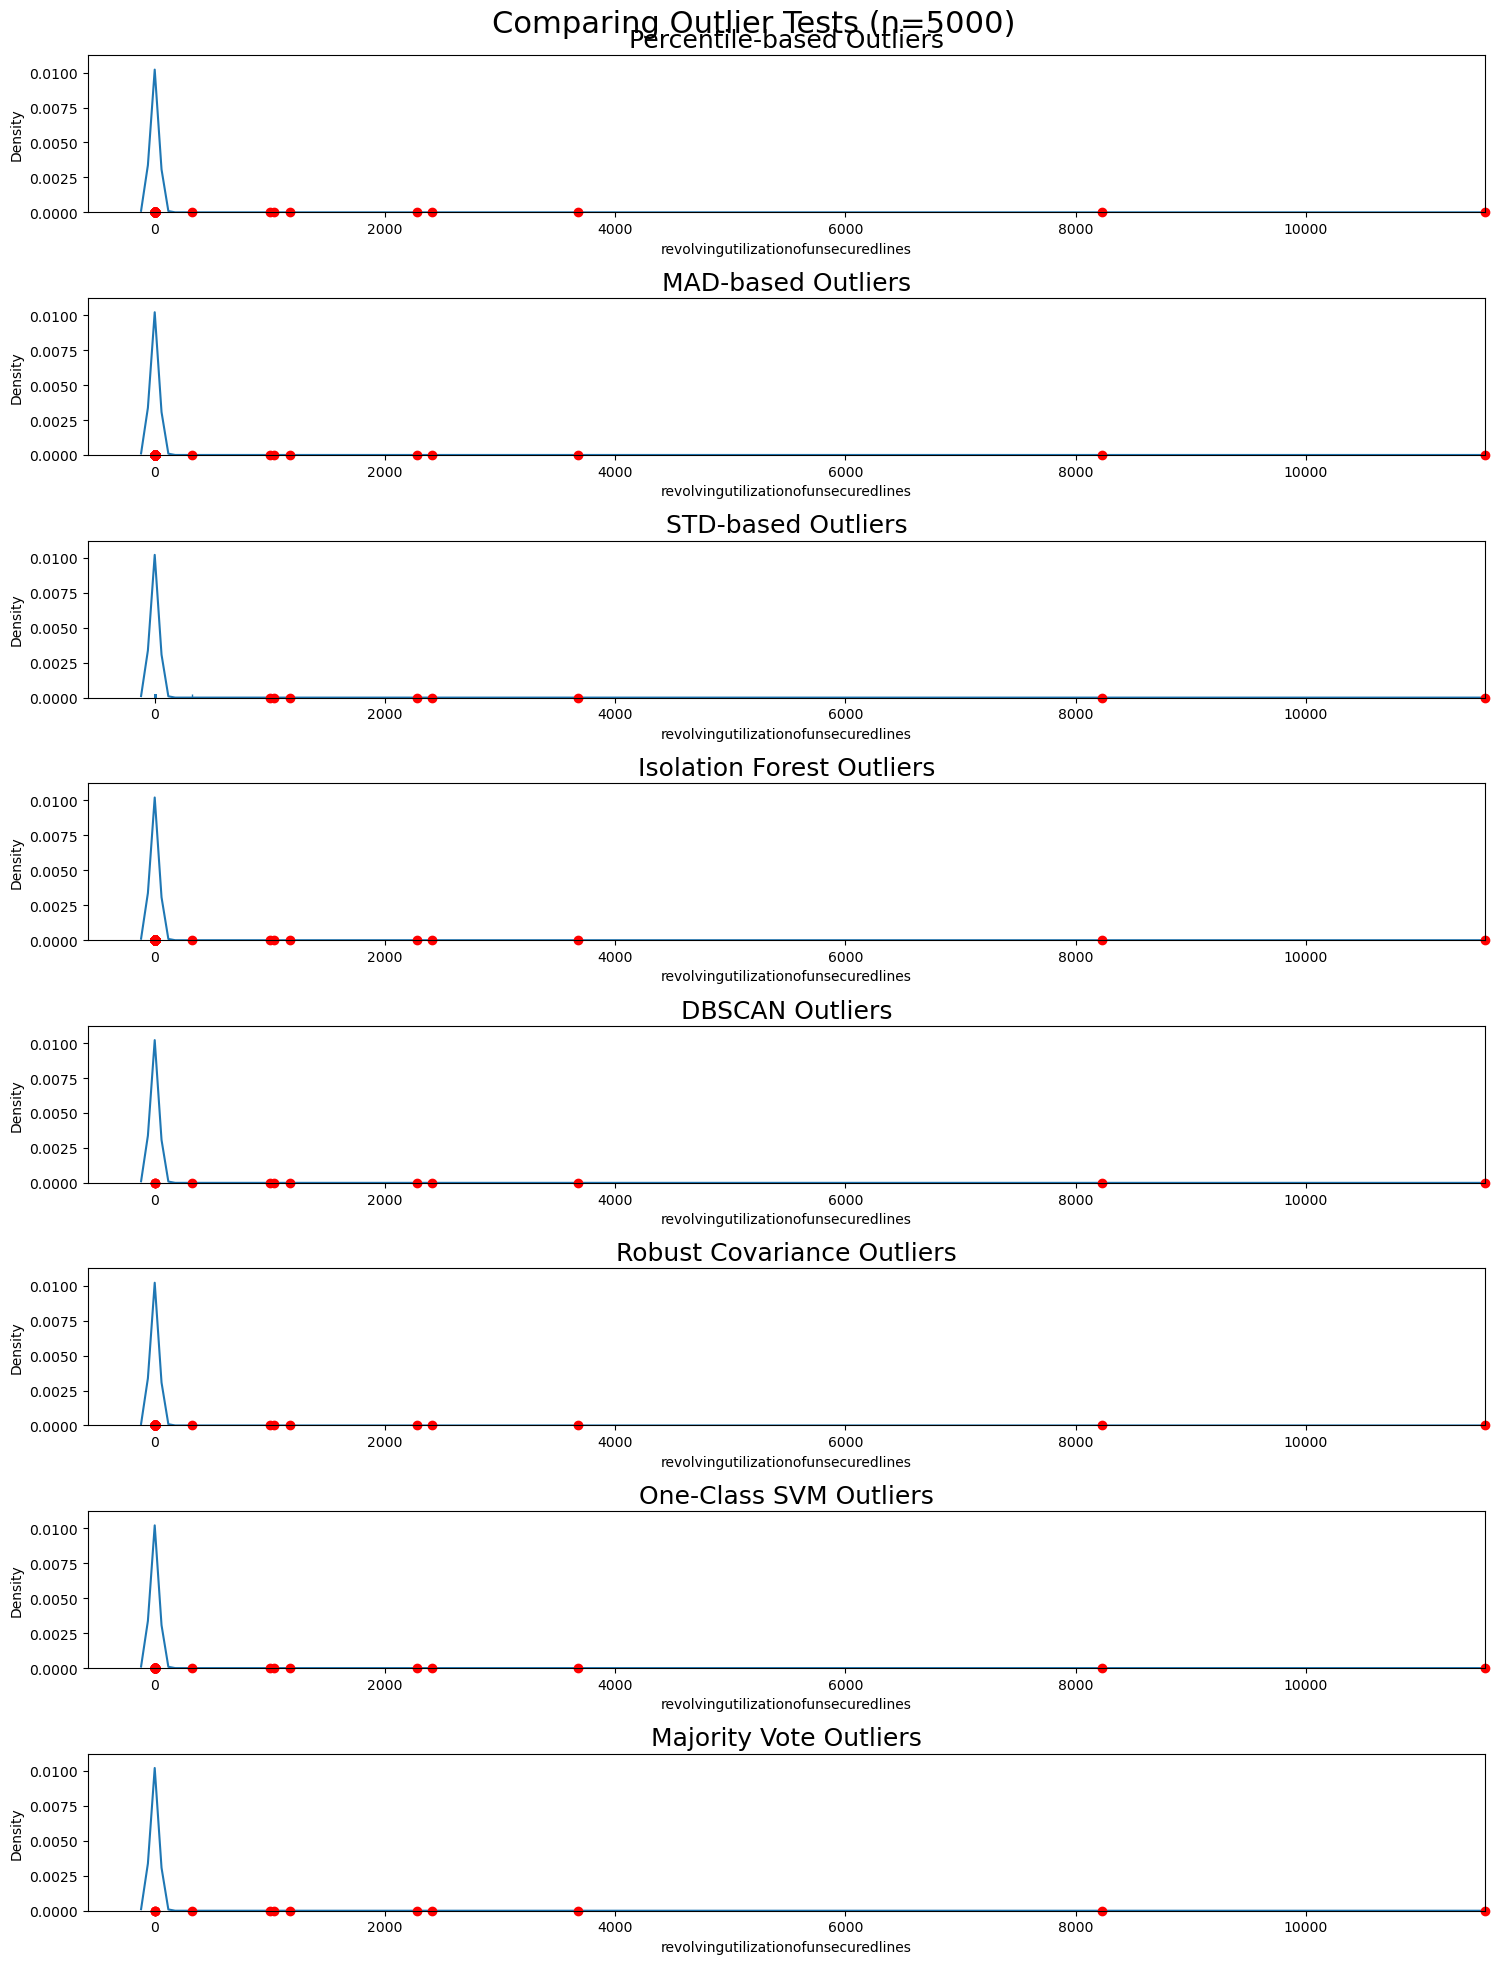 Comparing Outlier Tests (n=5000)
Percentile-based Outliers
0.0100
0.0075
0.0050
0.0025
0.0000
Density
0 2000 4000 6000 8000 10000
revolvingutilizationofunsecuredlines
MAD-based Outliers
0.0100
0.0075
0.0050
0.0025
0.0000
Density
0 2000 4000 6000 8000 10000
revolvingutilizationofunsecuredlines
STD-based Outliers
0.0100
0.0075
0.0050
0.0025
0.0000
Density
0 2000 4000 6000 8000 10000
revolvingutilizationofunsecuredlines
Isolation Forest Outliers
0.0100
0.0075
0.0050
0.0025
0.0000
Density
0 2000 4000 6000 8000 10000
revolvingutilizationofunsecuredlines
DBSCAN Outliers
0.0100
0.0075
0.0050
0.0025
0.0000
Density
0 2000 4000 6000 8000 10000
revolvingutilizationofunsecuredlines
Robust Covariance Outliers
0.0100
0.0075
0.0050
0.0025
0.0000
Density
0 2000 4000 6000 8000 10000
revolvingutilizationofunsecuredlines
One-Class SVM Outliers
0.0100
0.0075
0.0050
0.0025
0.0000
Density
0 2000 4000 6000 8000 10000
revolvingutilizationofunsecuredlines
Majority Vote Outliers
0.0100
0.0075
0.0050
0.0025
0.0000
Density
0 2000 4000 6000 8000 10000
revolvingutilizationofunsecuredlines